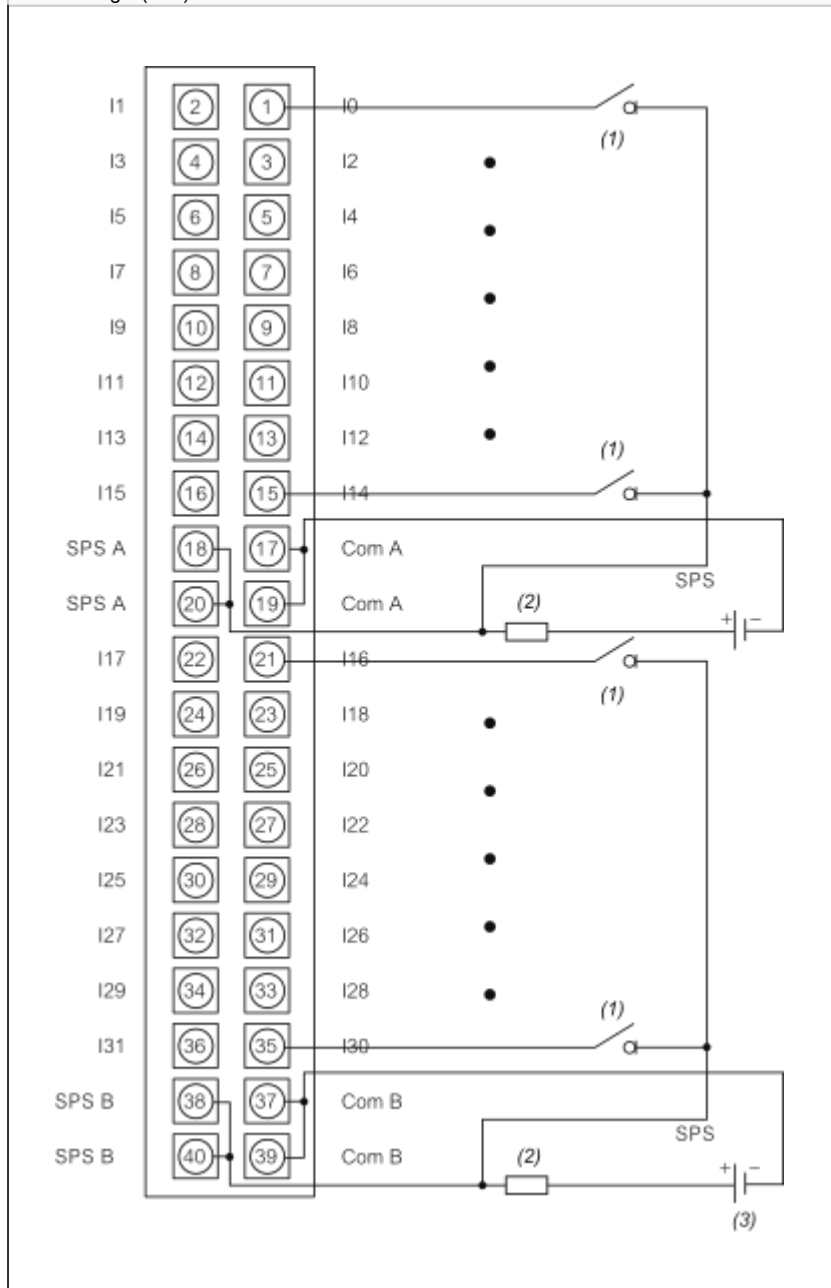 I1 2 1 I0
(1)
I3 4 3 I2
I5 6 5 I4
I7 8 7 I6
I9 10 9 I8
I11 12 11 I10
I13 14 13 I12
(1)
I15 16 15 I14
SPS A 18 17 Com A
SPS
SPS A 20 19 Com A (2)
+ −
I17 22 21 I16
(1)
I19 24 23 I18
I21 26 25 I20
I23 28 27 I22
I25 30 29 I24
I27 32 31 I26
I29 34 33 I28
(1)
I31 36 35 I30
SPS B 38 37 Com B
SPS
SPS B 40 39 Com B (2)
+ −
(3)